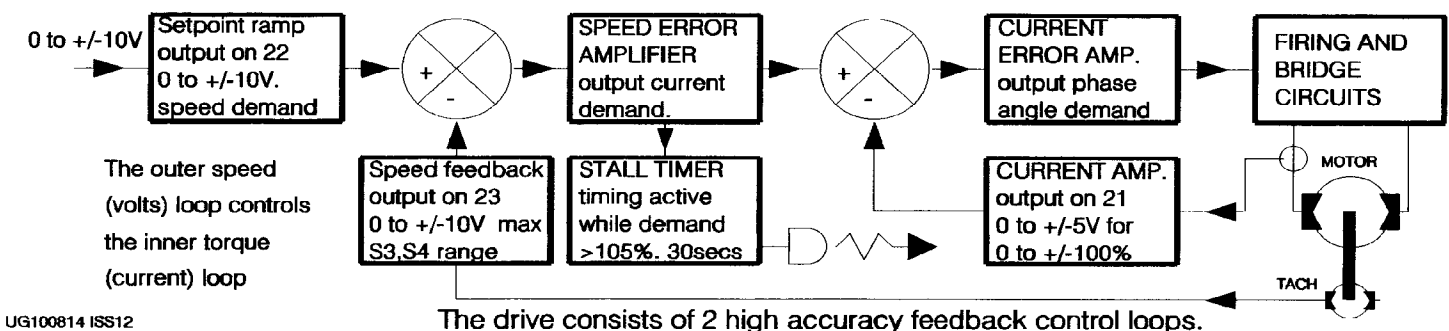 0 to +/-10V
Setpoint ramp
output on 22
0 to +/-10V.
speed demand
+
-
SPEED ERROR
AMPLIFIER
output current
demand.
+
-
CURRENT
ERROR AMP.
output phase
angle demand
FIRING AND
BRIDGE
CIRCUITS
The outer speed
(volts) loop controls
the inner torque
(current) loop
Speed feedback
output on 23
0 to +/-10V max
S3,S4 range
STALL TIMER
timing active
while demand
>105%. 30secs
CURRENT AMP.
output on 21
0 to +/-5V for
0 to +/-100%
MOTOR
TACH
UG100814 ISS12
The drive consists of 2 high accuracy feedback control loops.